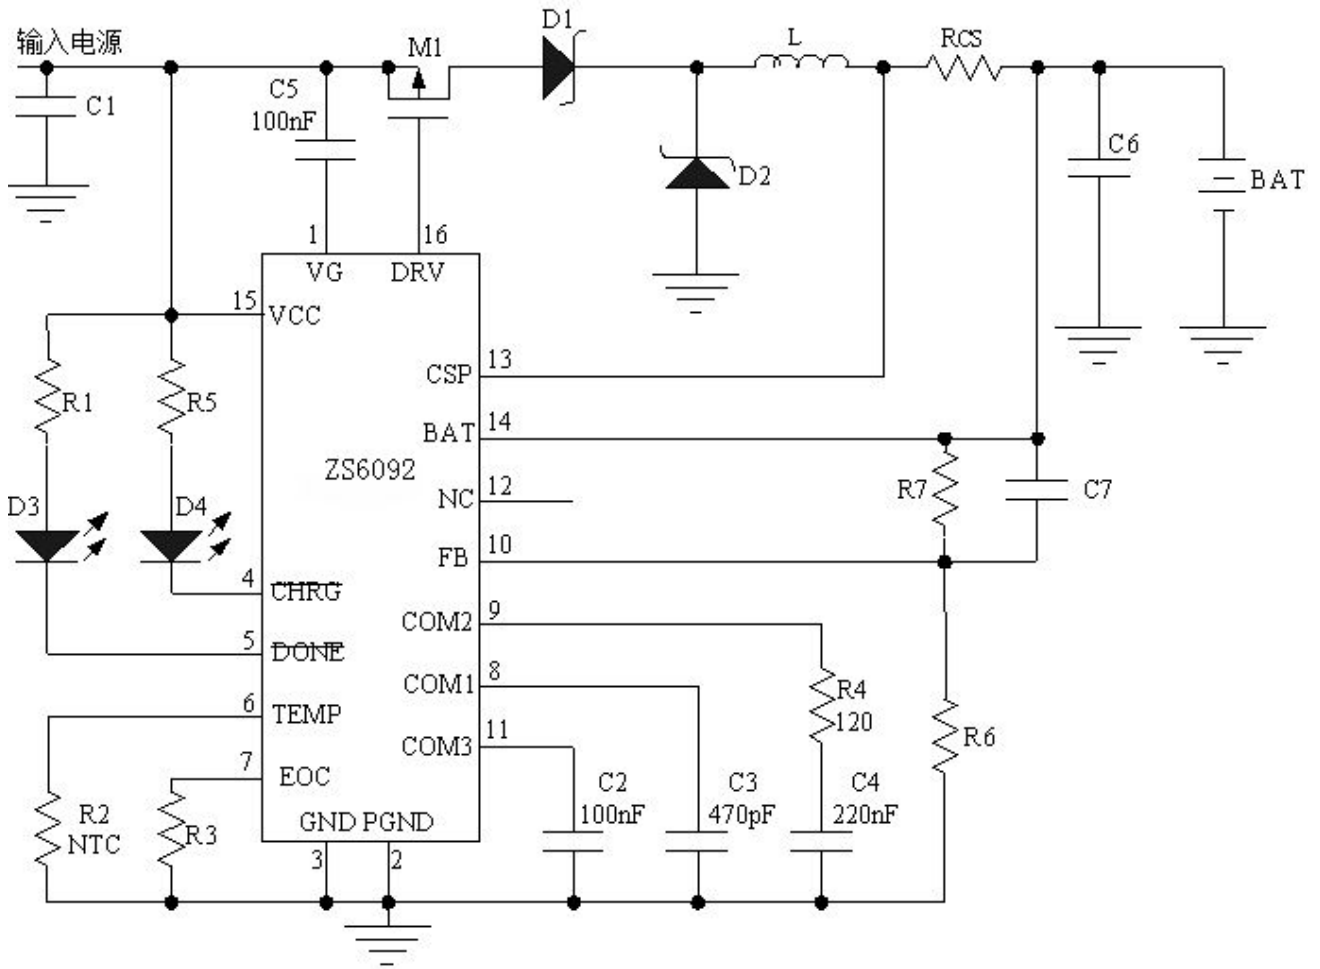 输入电源
D1
M1
L
RCS
C1
C5
100nF
D2
C6
BAT
1
16
VG
DRV
15
VCC
13
CSP
R1
R5
14
BAT
ZS6092
12
NC
R7
C7
D3
D4
10
FB
4
CHRG
9
COM2
5
DONE
8
COM1
R4
120
6
TEMP
11
COM3
R6
7
EOC
C2
100nF
C3
470pF
C4
220nF
R2
NTC
R3
GND PGND
3
2